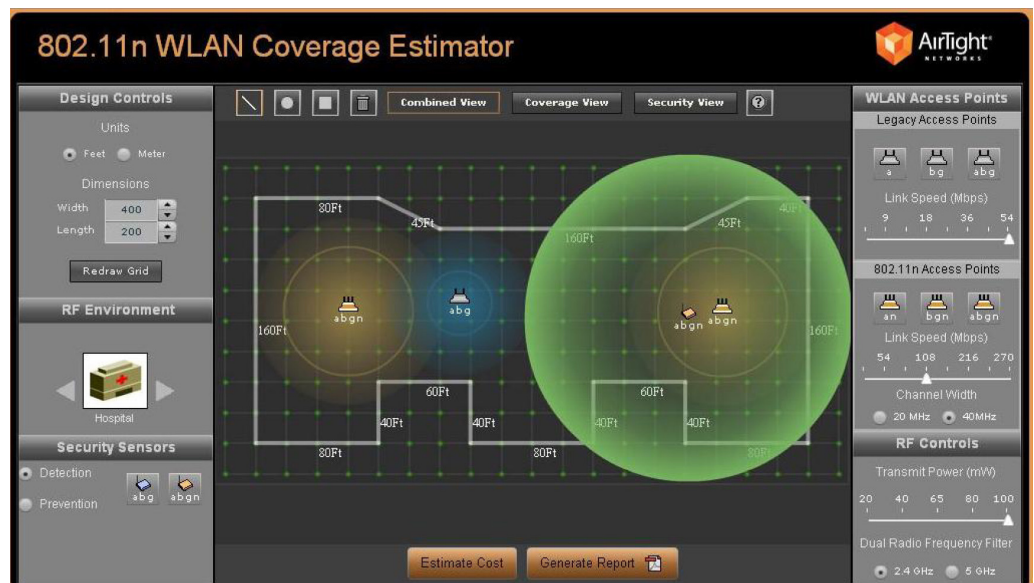 802.11n WLAN Coverage Estimator
AirTight
NETWORKS
Design Controls
Units
Feet Meter
Dimensions
Width 400
Length 200
Redraw Grid
RF Environment
Hospital
Security Sensors
Detection
Prevention
abg abgn
Combined View Coverage View Security View ?
80Ft
45Ft
160Ft
45Ft
40Ft
abgn
abg
abgn abgn
160Ft
160Ft
60Ft
60Ft
40Ft
40Ft
40Ft
40Ft
80Ft
80Ft
80Ft
Estimate Cost Generate Report
WLAN Access Points
Legacy Access Points
a bg abg
Link Speed (Mbps)
9 18 36 54
802.11n Access Points
an bgn abgn
Link Speed (Mbps)
54 108 216 270
Channel Width
20 MHz 40MHz
RF Controls
Transmit Power (mW)
20 40 65 80 100
Dual Radio Frequency Filter
2.4 GHz 5 GHz